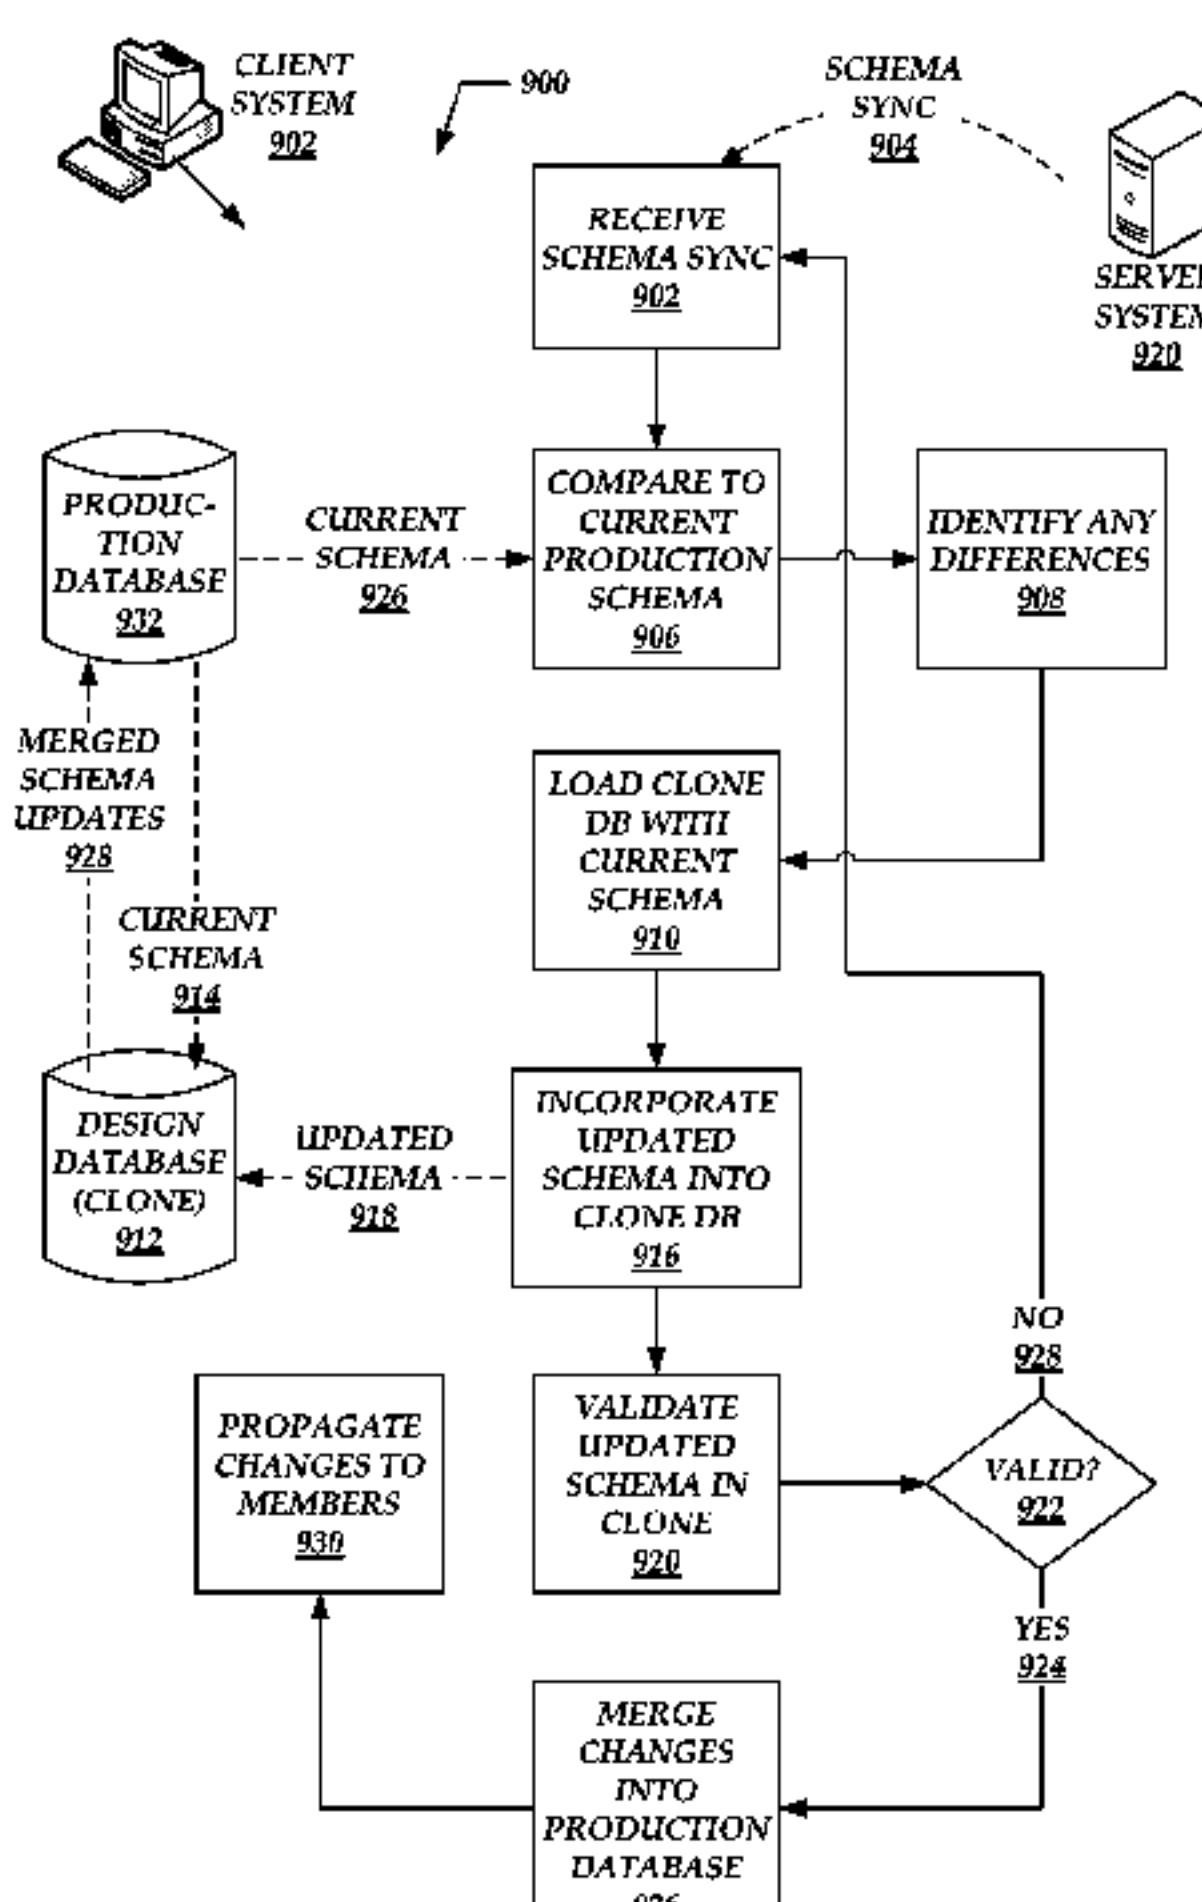 CLIENT
SYSTEM
902
900
SCHEMA
SYNC
904
RECEIVE
SCHEMA SYNC
902
SERVER
SYSTEM
920
PRODUC-
TION
DATABASE
932
CURRENT
SCHEMA
926
COMPARE TO
CURRENT
PRODUCTION
SCHEMA
906
IDENTIFY ANY
DIFFERENCES
908
MERGED
SCHEMA
UPDATES
928
LOAD CLONE
DB WITH
CURRENT
SCHEMA
910
CURRENT
SCHEMA
914
DESIGN
DATABASE
(CLONE)
912
UPDATED
SCHEMA
918
INCORPORATE
UPDATED
SCHEMA INTO
CLONE DB
916
NO
928
PROPAGATE
CHANGES TO
MEMBERS
930
VALIDATE
UPDATED
SCHEMA IN
CLONE
920
VALID?
922
YES
924
MERGE
CHANGES
INTO
PRODUCTION
DATABASE